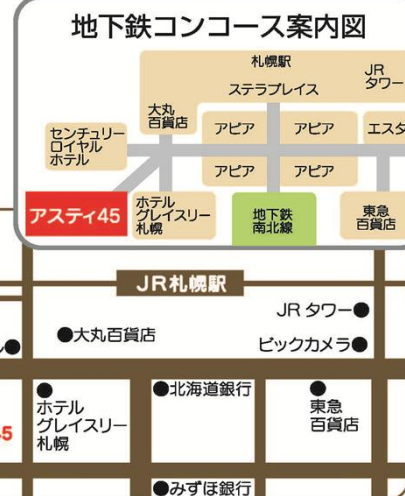 地下鉄コンコース案内図
札幌駅
JR
タワー
ステラプレイス
大丸
百貨店
アピア
アピア
エスタ
センチュリー
ロイヤル
ホテル
アピア
アピア
アスティ45
ホテル
グレイスリー
札幌
地下鉄
南北線
東急
百貨店
JR札幌駅
JR タワー●
●大丸百貨店
ビックカメラ●
●
ホテル
グレイスリー
札幌
●北海道銀行
●
東急
百貨店
5
●みずほ銀行